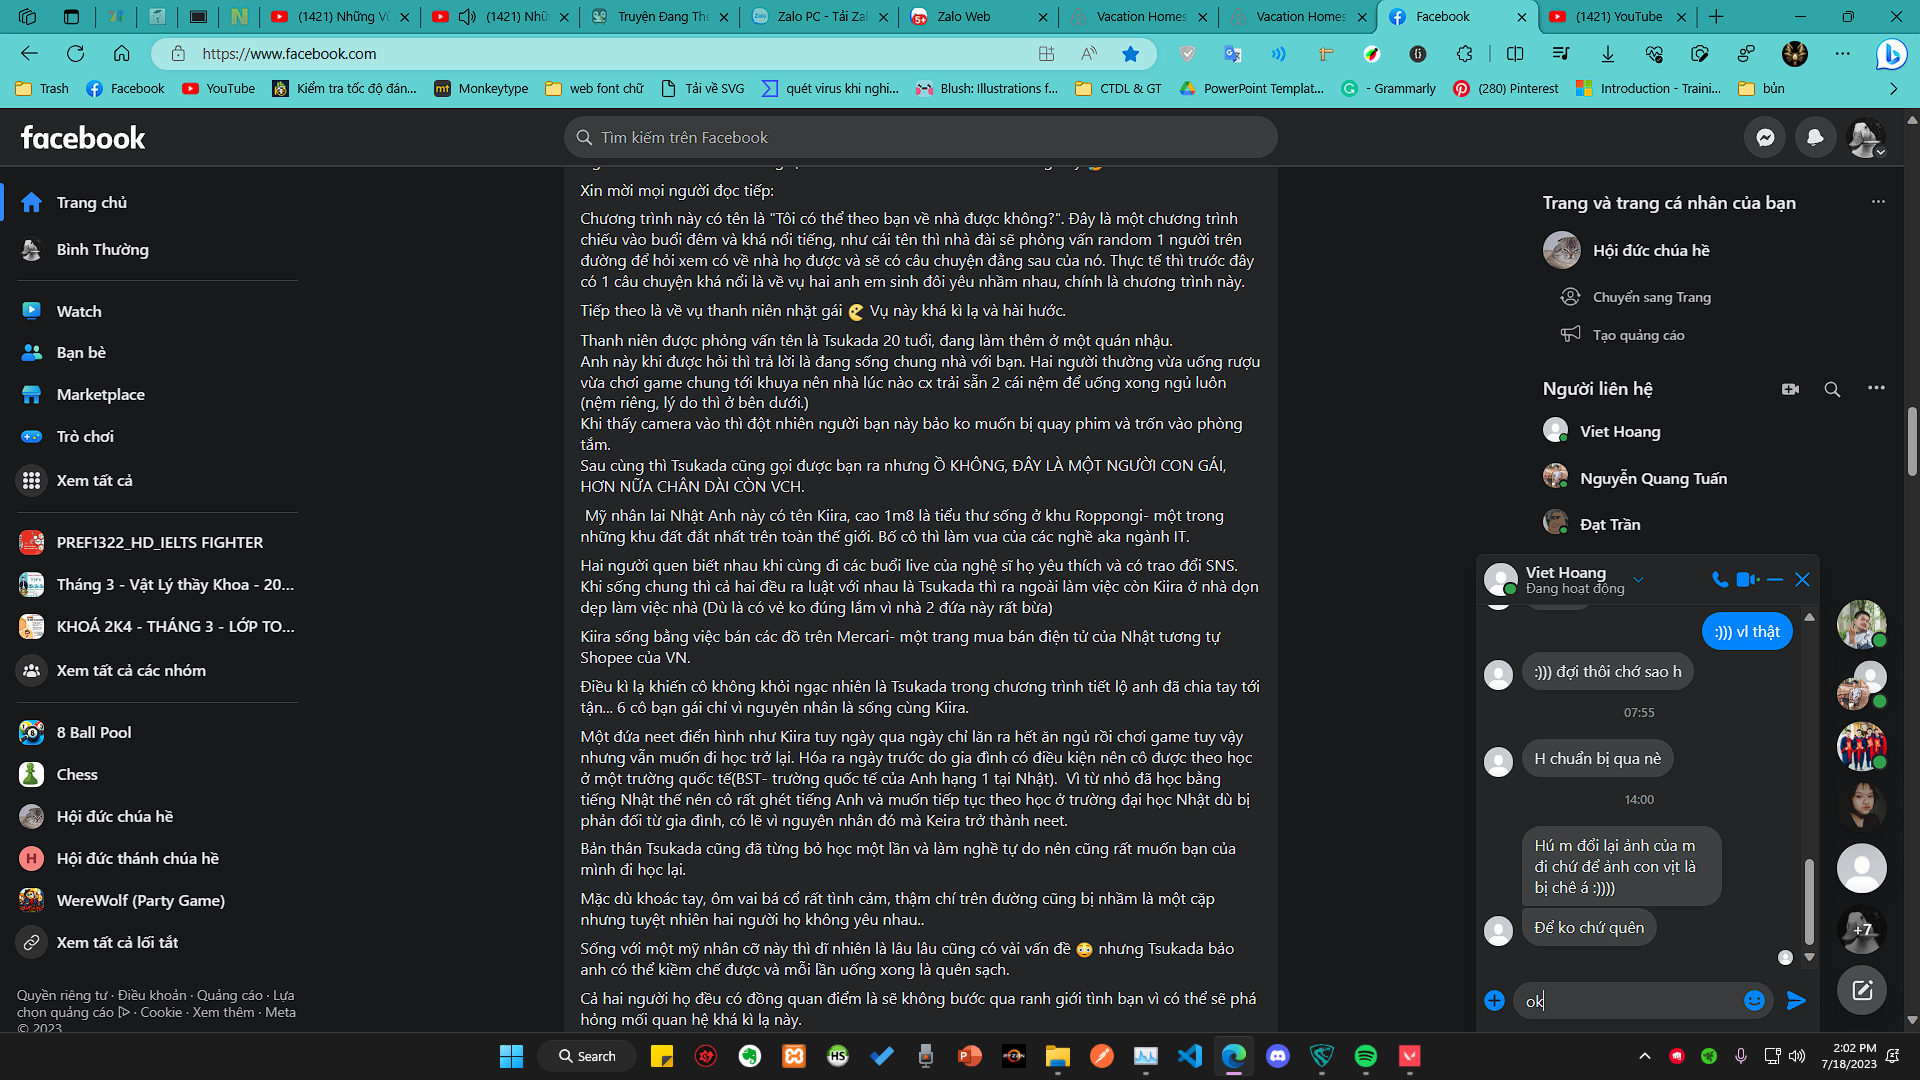 (1421) Những Vũ
(1421) Nhữn
Truyện Đang The
Zalo PC - Tải Zal
Zalo Web
Vacation Homes
Vacation Homes
Facebook
(1421) YouTube
https://www.facebook.com
Trash
Facebook
YouTube
Kiểm tra tốc độ đán...
Monkeytype
web font chữ
Tải về SVG
quét virus khi nghi...
Blush: Illustrations f...
CTDL & GT
PowerPoint Templat...
- Grammarly
(280) Pinterest
Introduction - Traini...
bủn
facebook
Tìm kiếm trên Facebook
Trang chủ
Bình Thường
Watch
Bạn bè
Marketplace
Trò chơi
Xem tất cả
PREF1322_HD_IELTS FIGHTER
Tháng 3 - Vật Lý thầy Khoa - 20...
KHOÁ 2K4 - THÁNG 3 - LỚP TO...
Xem tất cả các nhóm
8 Ball Pool
Chess
Hội đức chúa hề
Hội đức thánh chúa hề
WereWolf (Party Game)
Xem tất cả lối tắt
Quyền riêng tư · Điều khoản · Quảng cáo · Lựa
chọn quảng cáo · Cookie · Xem thêm · Meta
© 2023
Xin mời mọi người đọc tiếp:
Chương trình này có tên là "Tôi có thể theo bạn về nhà được không?". Đây là một chương trình
chiếu vào buổi đêm và khá nổi tiếng, như cái tên thì nhà đài sẽ phỏng vấn random 1 người trên
đường để hỏi xem có về nhà họ được và sẽ có câu chuyện đằng sau của nó. Thực tế thì trước đây
có 1 câu chuyện khá nổi là về vụ hai anh em sinh đôi yêu nhầm nhau, chính là chương trình này.
Tiếp theo là về vụ thanh niên nhặt gái Vụ này khá kì lạ và hài hước.
Thanh niên được phỏng vấn tên là Tsukada 20 tuổi, đang làm thêm ở một quán nhậu.
Anh này khi được hỏi thì trả lời là đang sống chung nhà với bạn. Hai người thường vừa uống rượu
vừa chơi game chung tới khuya nên nhà lúc nào cx trải sẵn 2 cái nệm để uống xong ngủ luôn
(nệm riêng, lý do thì ở bên dưới.)
Khi thấy camera vào thì đột nhiên người bạn này bảo ko muốn bị quay phim và trốn vào phòng
tắm.
Sau cùng thì Tsukada cũng gọi được bạn ra nhưng Ồ KHÔNG, ĐÂY LÀ MỘT NGƯỜI CON GÁI,
HƠN NỮA CHÂN DÀI CÒN VCH.
Mỹ nhân lai Nhật Anh này có tên Kiira, cao 1m8 là tiểu thư sống ở khu Roppongi- một trong
những khu đất đắt nhất trên toàn thế giới. Bố cô thì làm vua của các nghề aka ngành IT.
Hai người quen biết nhau khi cùng đi các buổi live của nghệ sĩ họ yêu thích và có trao đổi SNS.
Khi sống chung thì cả hai đều ra luật với nhau là Tsukada thì ra ngoài làm việc còn Kiira ở nhà dọn
dẹp làm việc nhà (Dù là có vẻ ko đúng lắm vì nhà 2 đứa này rất bừa)
Kiira sống bằng việc bán các đồ trên Mercari- một trang mua bán điện tử của Nhật tương tự
Shopee của VN.
Điều kì lạ khiến cô không khỏi ngạc nhiên là Tsukada trong chương trình tiết lộ anh đã chia tay tới
tận... 6 cô bạn gái chỉ vì nguyên nhân là sống cùng Kiira.
Một đứa neet điển hình như Kiira tuy ngày qua ngày chỉ lăn ra hết ăn ngủ rồi chơi game tuy vậy
nhưng vẫn muốn đi học trở lại. Hóa ra ngày trước do gia đình có điều kiện nên cô được theo học
ở một trường quốc tế(BST- trường quốc tế của Anh hạng 1 tại Nhật).  Vì từ nhỏ đã học bằng
tiếng Nhật thế nên cô rất ghét tiếng Anh và muốn tiếp tục theo học ở trường đại học Nhật dù bị
phản đối từ gia đình, có lẽ vì nguyên nhân đó mà Keira trở thành neet.
Bản thân Tsukada cũng đã từng bỏ học một lần và làm nghề tự do nên cũng rất muốn bạn của
mình đi học lại.
Mặc dù khoác tay, ôm vai bá cổ rất tình cảm, thậm chí trên đường cũng bị nhầm là một cặp
nhưng tuyệt nhiên hai người họ không yêu nhau..
Sống với một mỹ nhân cỡ này thì dĩ nhiên là lâu lâu cũng có vài vấn đề 😳 nhưng Tsukada bảo
anh có thể kiềm chế được và mỗi lần uống xong là quên sạch.
Cả hai người họ đều có đồng quan điểm là sẽ không bước qua ranh giới tình bạn vì có thể sẽ phá
hỏng mối quan hệ khá kì lạ này.
Trang và trang cá nhân của bạn
Hội đức chúa hề
Chuyển sang Trang
Tạo quảng cáo
Người liên hệ
Viet Hoang
Nguyễn Quang Tuấn
Đạt Trần
Viet Hoang
Đang hoạt động
:))) vl thật
:))) đợi thôi chớ sao h
07:55
H chuẩn bị qua nè
14:00
Hú m đổi lại ảnh của m
đi chứ để ảnh con vịt là
bị chê á :))))
Để ko chứ quên
ok
+7
Search
2:02 PM
7/18/2023